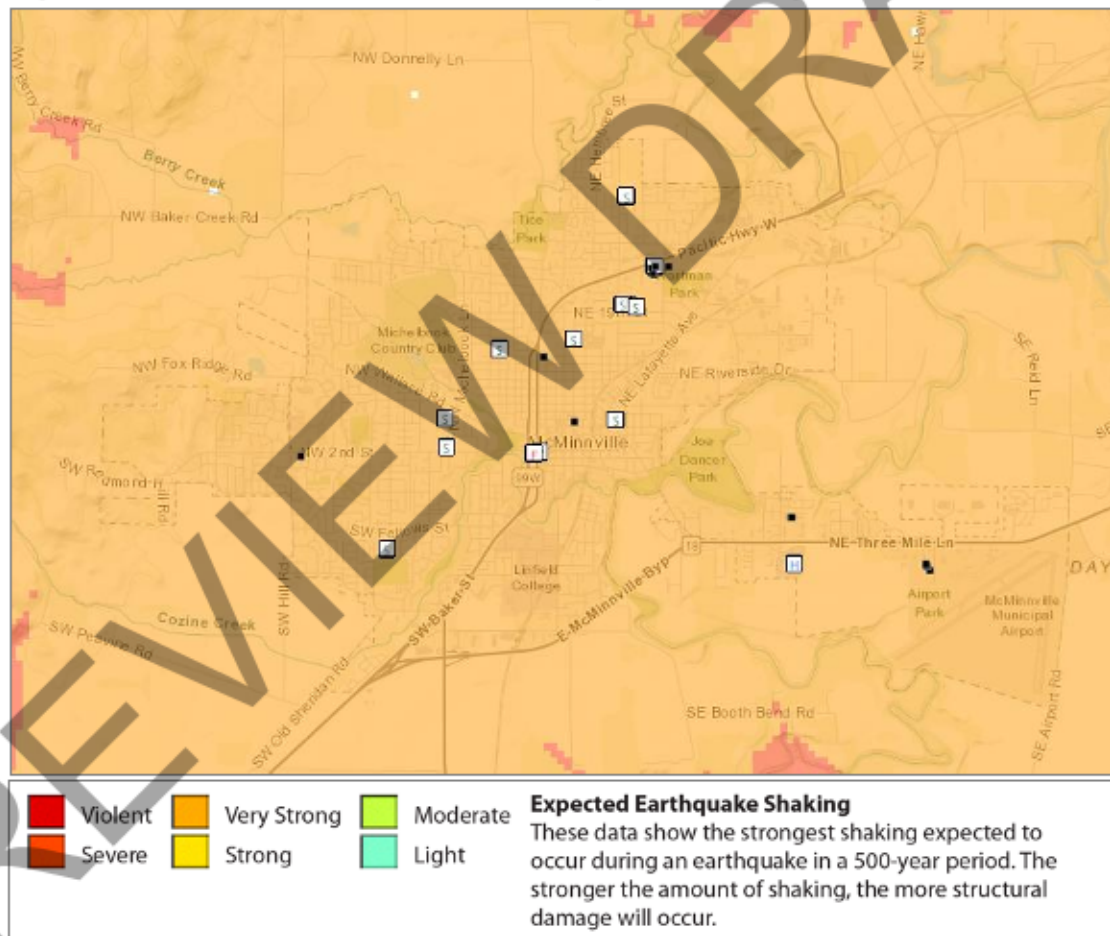 NW Donnelly Ln
NW Berry Creek Rd
Berry Creek
NW Baker Creek Rd
Tice
Park
Pacific Hwy W
Park
NE 19th
Michelbook
Country Club
NW Fox Ridge Rd
NW Wallace Rd
NE Lafayette Ave
NE Riverside Dr
SE Reid Ln
McMinnville
NW 2nd St
Joe
Dancer
Park
99W
SW Redmond Hill Rd
SW Fellows St
18
NE Three Mile Ln
DAY
Linfield
College
Airport
Park
McMinnville
Municipal
Airport
SW Hill Rd
SW Baker St
E McMinnville Byp
Cozine Creek
SW Peavine Rd
SW Old Sheridan Rd
SE Booth Bend Rd
SE Airport Rd
S
S
S
S
S
S
S
S
H
REVIEW DRA
Violent
Very Strong
Moderate
Severe
Strong
Light
Expected Earthquake Shaking
These data show the strongest shaking expected to
occur during an earthquake in a 500-year period. The
stronger the amount of shaking, the more structural
damage will occur.